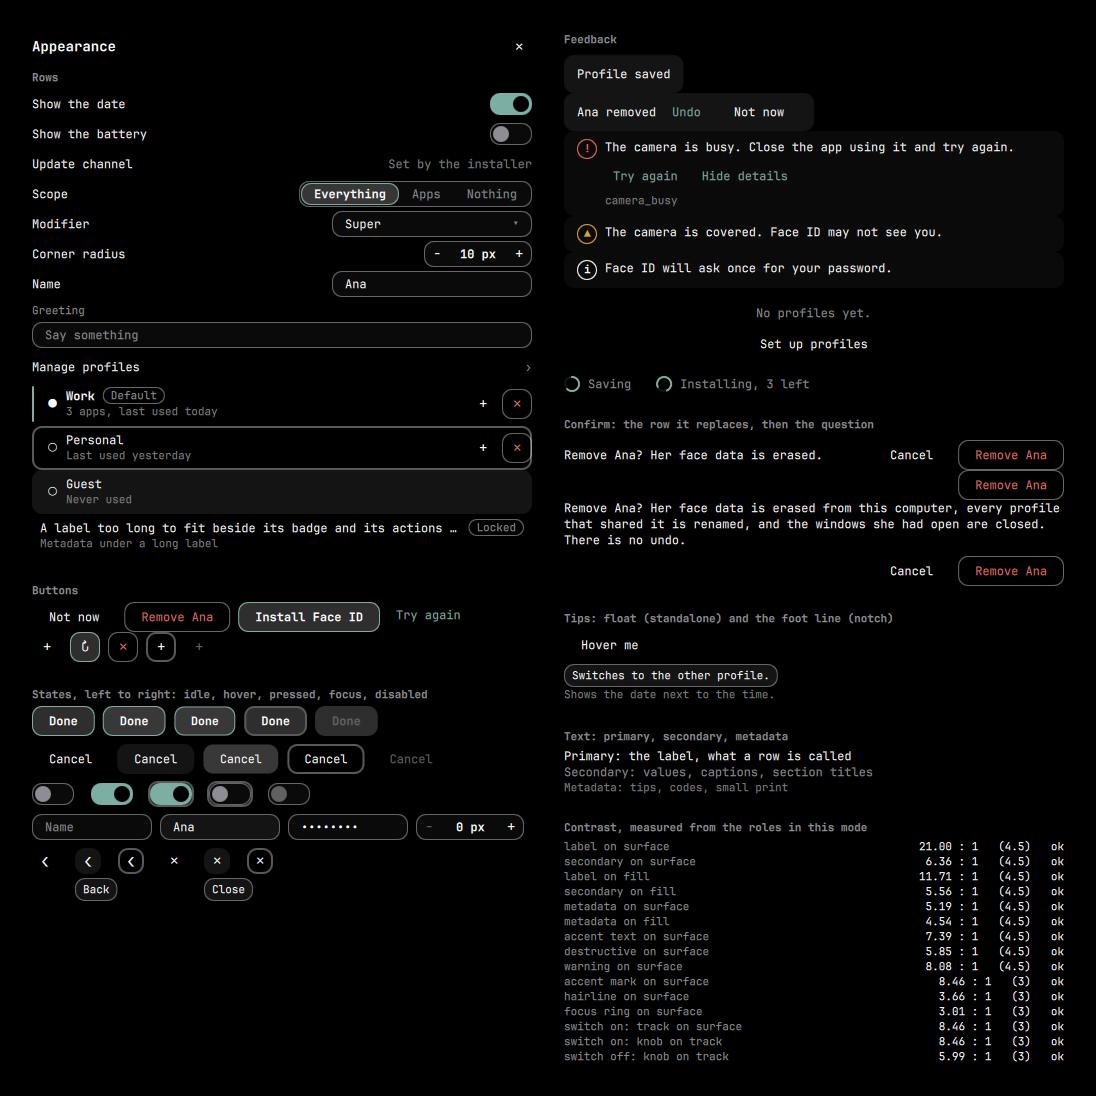 Appearance ×
Rows
Show the date
Show the battery
Update channel Set by the installer
Scope Everything Apps Nothing
Modifier Super
Corner radius - 10 px +
Name Ana
Greeting
Say something
Manage profiles ›
Work Default
3 apps, last used today + ×
Personal
Last used yesterday + ×
Guest
Never used
A label too long to fit beside its badge and its actions … Locked
Metadata under a long label
Buttons
Not now Remove Ana Install Face ID Try again
+ ↻ × + +
States, left to right: idle, hover, pressed, focus, disabled
Done Done Done Done Done
Cancel Cancel Cancel Cancel Cancel
Name Ana •••••••• - 0 px +
‹ ‹ ‹ × × ×
Back Close
Feedback
Profile saved
Ana removed Undo Not now
! The camera is busy. Close the app using it and try again.
Try again Hide details
camera_busy
▲ The camera is covered. Face ID may not see you.
i Face ID will ask once for your password.
No profiles yet.
Set up profiles
Saving Installing, 3 left
Confirm: the row it replaces, then the question
Remove Ana? Her face data is erased. Cancel Remove Ana
Remove Ana
Remove Ana? Her face data is erased from this computer, every profile
that shared it is renamed, and the windows she had open are closed.
There is no undo.
Cancel Remove Ana
Tips: float (standalone) and the foot line (notch)
Hover me
Switches to the other profile.
Shows the date next to the time.
Text: primary, secondary, metadata
Primary: the label, what a row is called
Secondary: values, captions, section titles
Metadata: tips, codes, small print
Contrast, measured from the roles in this mode
label on surface 21.00 : 1 (4.5) ok
secondary on surface 6.36 : 1 (4.5) ok
label on fill 11.71 : 1 (4.5) ok
secondary on fill 5.56 : 1 (4.5) ok
metadata on surface 5.19 : 1 (4.5) ok
metadata on fill 4.54 : 1 (4.5) ok
accent text on surface 7.39 : 1 (4.5) ok
destructive on surface 5.85 : 1 (4.5) ok
warning on surface 8.08 : 1 (4.5) ok
accent mark on surface 8.46 : 1 (3) ok
hairline on surface 3.66 : 1 (3) ok
focus ring on surface 3.01 : 1 (3) ok
switch on: track on surface 8.46 : 1 (3) ok
switch on: knob on track 8.46 : 1 (3) ok
switch off: knob on track 5.99 : 1 (3) ok